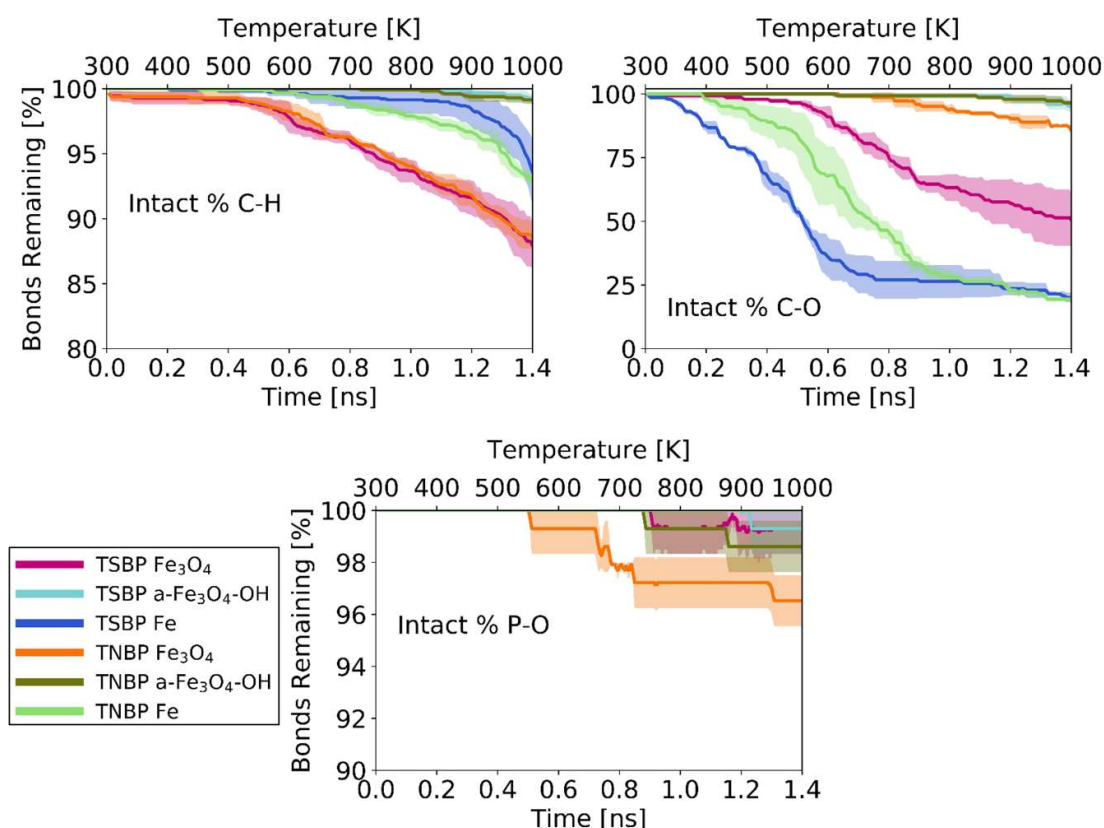 Temperature [K]
300 400 500 600 700 800 900 1000
Bonds Remaining [%]
100
95
90
85
80
Intact % C-H
0.0 0.2 0.4 0.6 0.8 1.0 1.2 1.4
Time [ns]
Temperature [K]
300 400 500 600 700 800 900 1000
100
75
50
25
0
Intact % C-O
0.0 0.2 0.4 0.6 0.8 1.0 1.2 1.4
Time [ns]
TSBP Fe₃O₄
TSBP a-Fe₃O₄-OH
TSBP Fe
TNBP Fe₃O₄
TNBP a-Fe₃O₄-OH
TNBP Fe
Temperature [K]
300 400 500 600 700 800 900 1000
Bonds Remaining [%]
100
98
96
94
92
90
Intact % P-O
0.0 0.2 0.4 0.6 0.8 1.0 1.2 1.4
Time [ns]